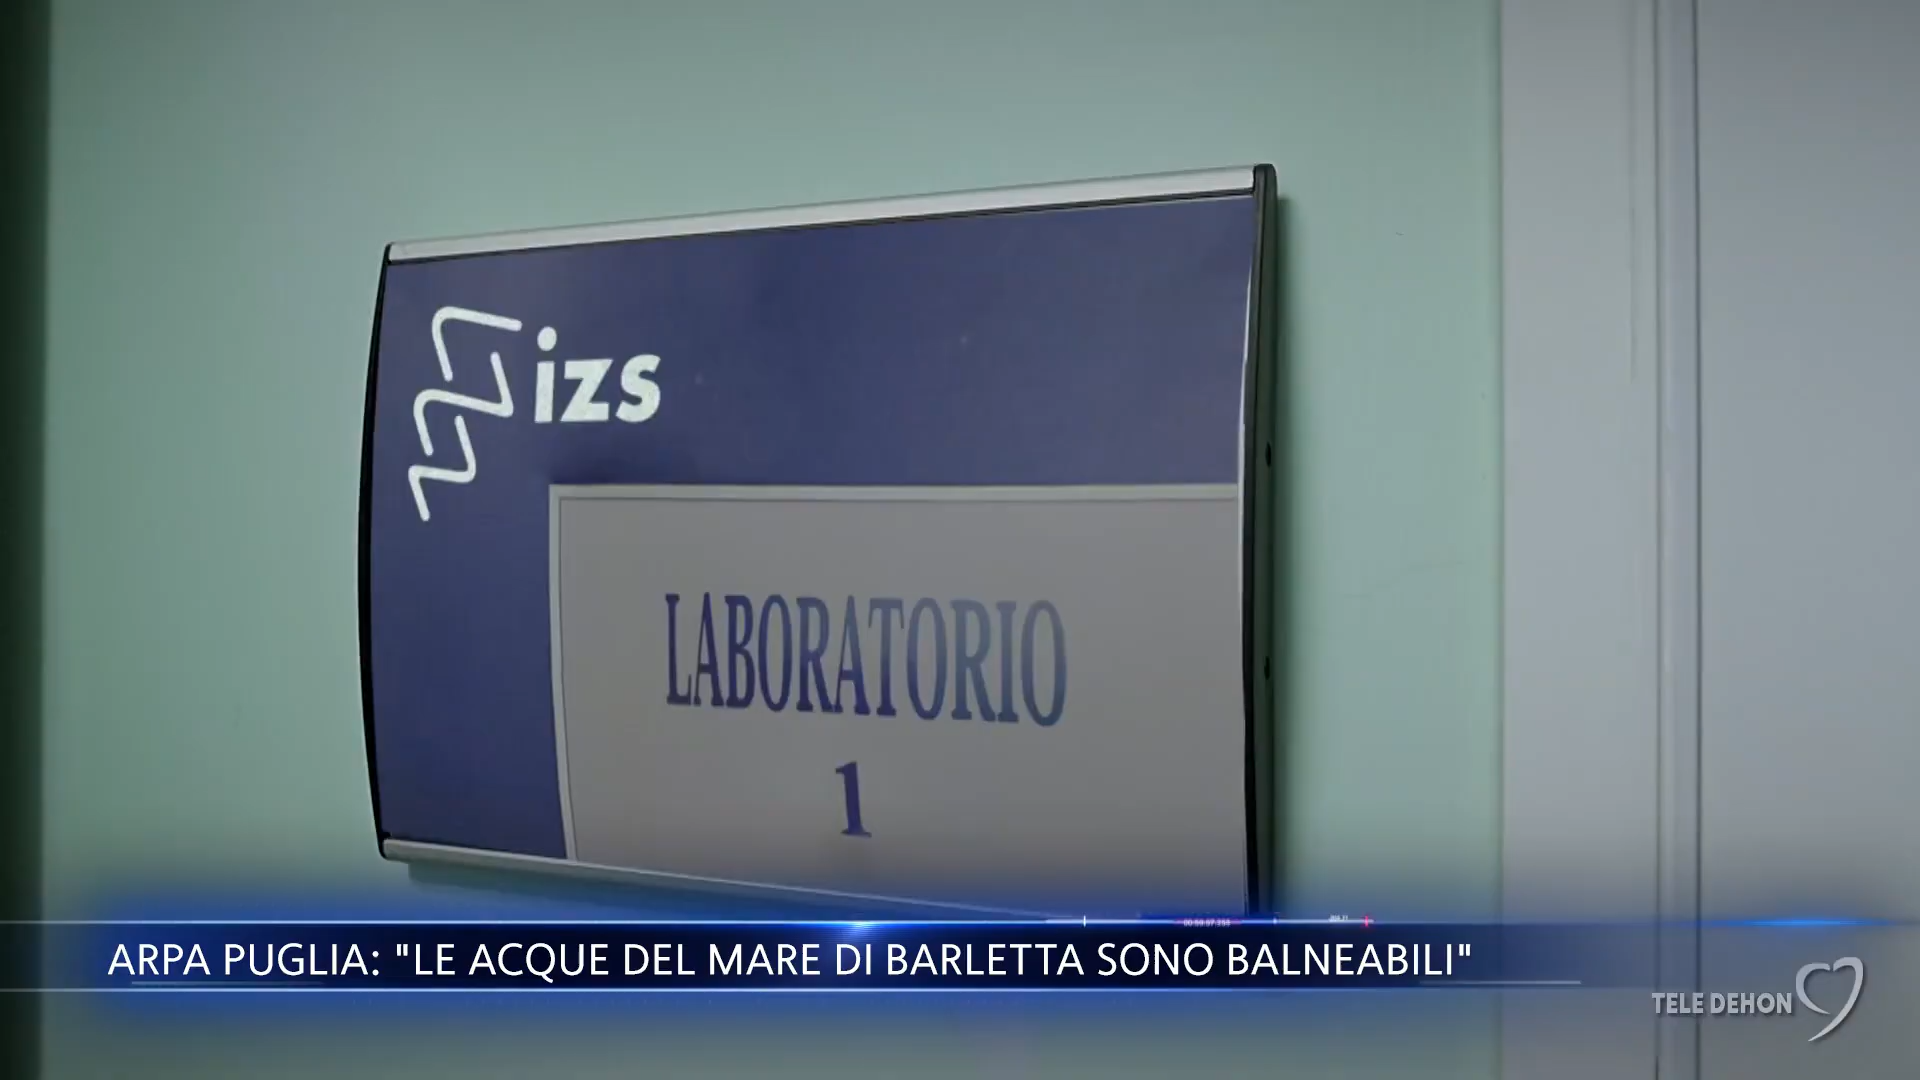 izs
LABORATORIO
1
ARPA PUGLIA: "LE ACQUE DEL MARE DI BARLETTA SONO BALNEABILI"
TELE DEHON